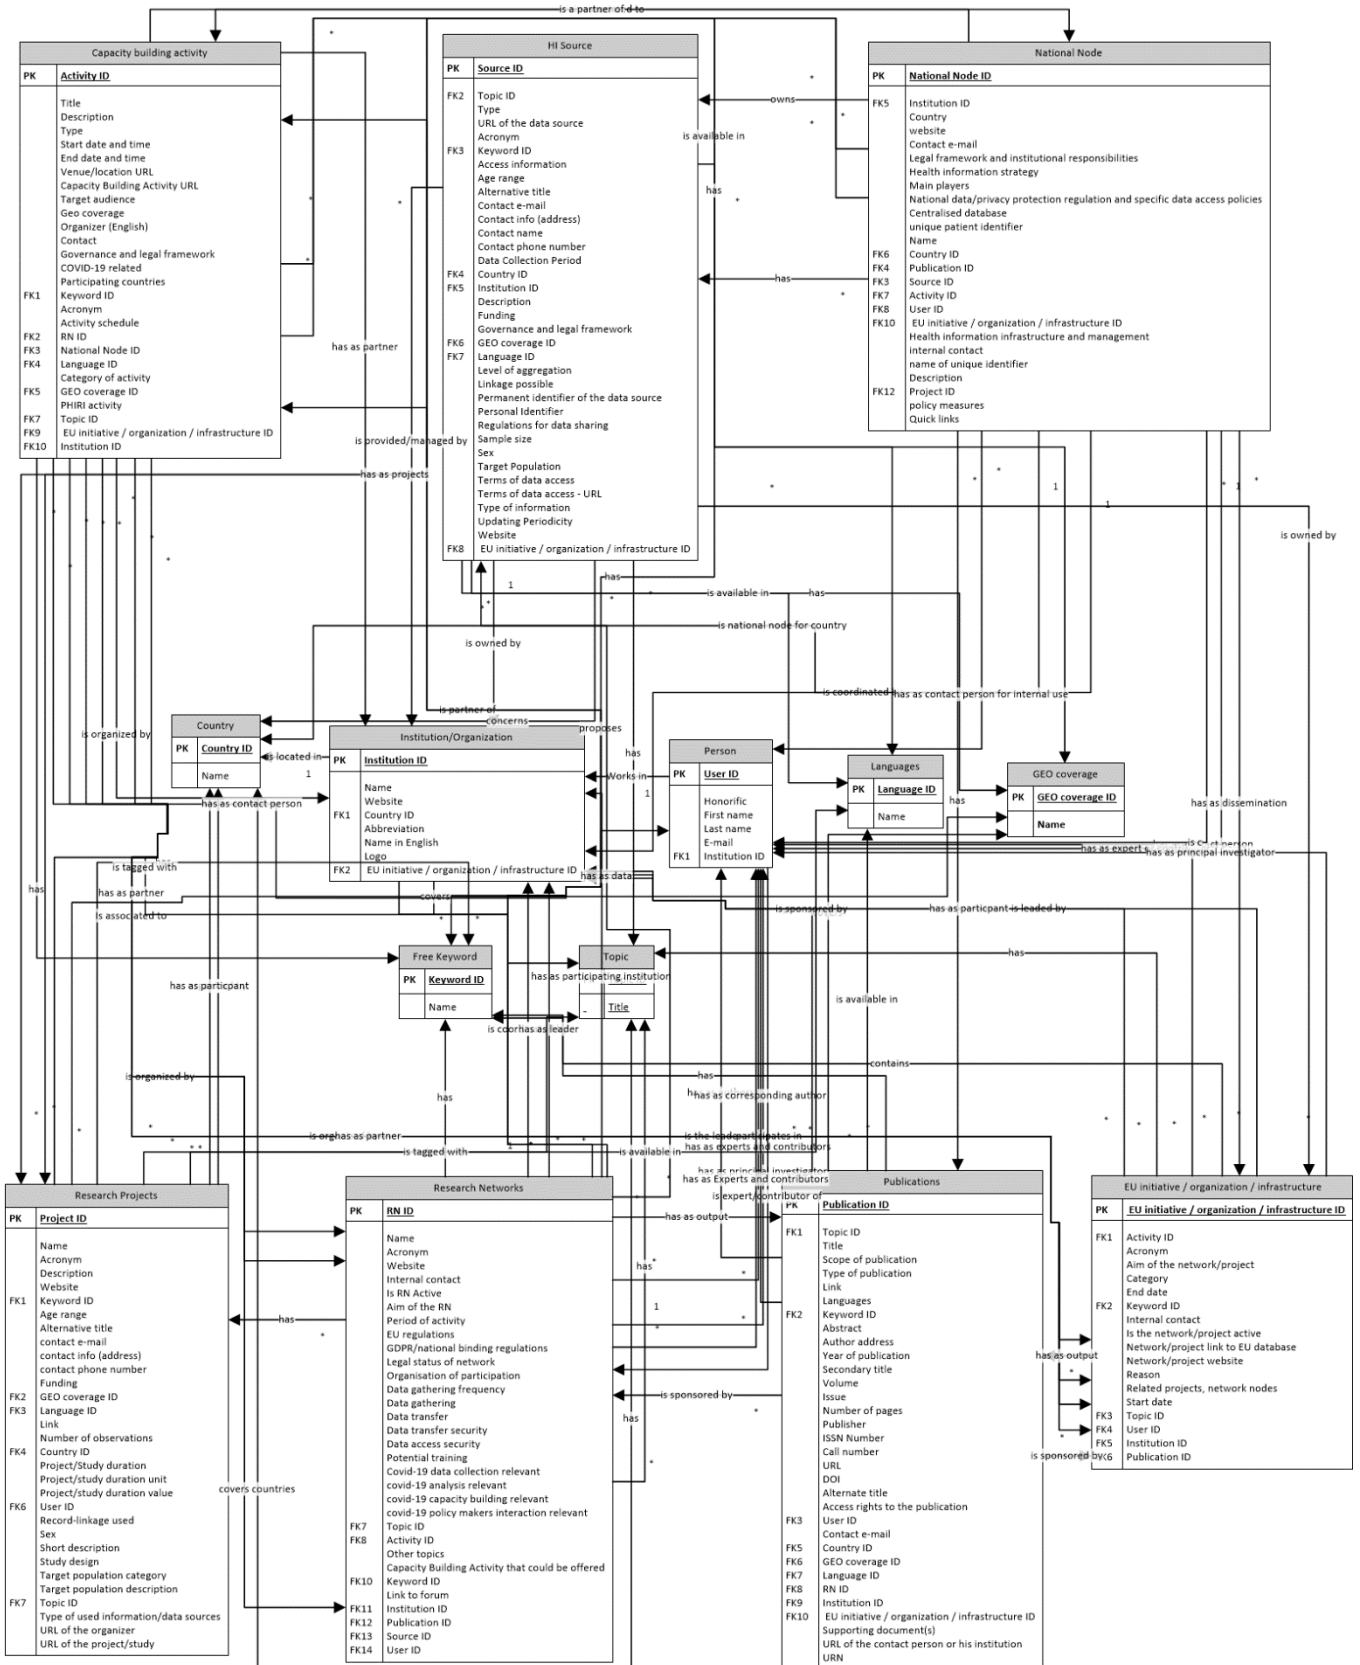 is a partner of d to
Capacity building activity
PK Activity ID
Title
Description
Type
Start date and time
End date and time
Venue/location URL
Capacity Building Activity URL
Target audience
Geo coverage
Organizer (English)
Contact
Governance and legal framework
COVID-19 related
Participating countries
FK1 Keyword ID
Acronym
Activity schedule
FK2 RN ID
FK3 National Node ID
FK4 Language ID
Category of activity
FK5 GEO coverage ID
PHIRI activity
FK7 Topic ID
FK9 EU initiative / organization / infrastructure ID
FK10 Institution ID
HI Source
PK Source ID
FK2 Topic ID
Type
URL of the data source
Acronym
FK3 Keyword ID
Access information
Age range
Alternative title
Contact e-mail
Contact info (address)
Contact name
Contact phone number
Data Collection Period
FK4 Country ID
FK5 Institution ID
Description
Funding
Governance and legal framework
FK6 GEO coverage ID
FK7 Language ID
Level of aggregation
Linkage possible
Permanent identifier of the data source
Personal Identifier
Regulations for data sharing
Sample size
Sex
Target Population
Terms of data access
Terms of data access - URL
Type of information
Updating Periodicity
Website
FK8 EU initiative / organization / infrastructure ID
National Node
PK National Node ID
FK5 Institution ID
Country
website
Contact e-mail
Legal framework and institutional responsibilities
Health information strategy
Main players
National data/privacy protection regulation and specific data access policies
Centralised database
unique patient identifier
Name
FK6 Country ID
FK4 Publication ID
FK3 Source ID
FK7 Activity ID
FK8 User ID
FK10 EU initiative / organization / infrastructure ID
Health information infrastructure and management
internal contact
name of unique identifier
Description
FK12 Project ID
policy measures
Quick links
owns
is available in
has
has
has as partner
is provided/managed by
has as projects
1
1
1
is owned by
has
1
is available in
has
is national node for country
is owned by
is coordinated
has as contact person for internal use
is partner of
concerns
proposes
is organized by
has
Country
PK Country ID
Name
is located in
1
Institution/Organization
PK Institution ID
Name
Website
FK1 Country ID
Abbreviation
Name in English
Logo
FK2 EU initiative / organization / infrastructure ID
Works in
1
Person
PK User ID
Honorific
First name
Last name
E-mail
FK1 Institution ID
Languages
PK Language ID
Name
GEO coverage
PK GEO coverage ID
Name
has as contact person
has
has as dissemination
has as expert
has as principal investigator
is tagged with
has as data
has
has as partner
covers
Is associated to
is sponsored by
has as particpant
is leaded by
Free Keyword
PK Keyword ID
Name
Topic
has as participating institution
Title
has
has as particpant
is available in
is coor has as leader
contains
has
is organized by
has
has as corresponding author
is org has as partner
is the leade participates in
has as experts and contributors
is tagged with
is available in
has as principal investigator
has as Experts and contributors
is expert/contributor of
Research Projects
PK Project ID
Name
Acronym
Description
Website
FK1 Keyword ID
Age range
Alternative title
contact e-mail
contact info (address)
contact phone number
Funding
FK2 GEO coverage ID
FK3 Language ID
Link
Number of observations
FK4 Country ID
Project/Study duration
Project/study duration unit
Project/study duration value
FK6 User ID
Record-linkage used
Sex
Short description
Study design
Target population category
Target population description
FK7 Topic ID
Type of used information/data sources
URL of the organizer
URL of the project/study
has
covers countries
Research Networks
PK RN ID
Name
Acronym
Website
Internal contact
Is RN Active
Aim of the RN
Period of activity
EU regulations
GDPR/national binding regulations
Legal status of network
Organisation of participation
Data gathering frequency
Data gathering
Data transfer
Data transfer security
Data access security
Potential training
Covid-19 data collection relevant
covid-19 analysis relevant
covid-19 capacity building relevant
covid-19 policy makers interaction relevant
FK7 Topic ID
FK8 Activity ID
Other topics
Capacity Building Activity that could be offered
FK10 Keyword ID
Link to forum
FK11 Institution ID
FK12 Publication ID
FK13 Source ID
FK14 User ID
has as output
has
1
is sponsored by
has
Publications
PK Publication ID
FK1 Topic ID
Title
Scope of publication
Type of publication
Link
Languages
FK2 Keyword ID
Abstract
Author address
Year of publication
Secondary title
Volume
Issue
Number of pages
Publisher
ISSN Number
Call number
URL
DOI
Alternate title
Access rights to the publication
FK3 User ID
Contact e-mail
FK5 Country ID
FK6 GEO coverage ID
FK7 Language ID
FK8 RN ID
FK9 Institution ID
FK10 EU initiative / organization / infrastructure ID
Supporting document(s)
URL of the contact person or his institution
URN
has as output
is sponsored by
EU initiative / organization / infrastructure
PK EU initiative / organization / infrastructure ID
FK1 Activity ID
Acronym
Aim of the network/project
Category
End date
FK2 Keyword ID
Internal contact
Is the network/project active
Network/project link to EU database
Network/project website
Reason
Related projects, network nodes
Start date
FK3 Topic ID
FK4 User ID
FK5 Institution ID
FK6 Publication ID